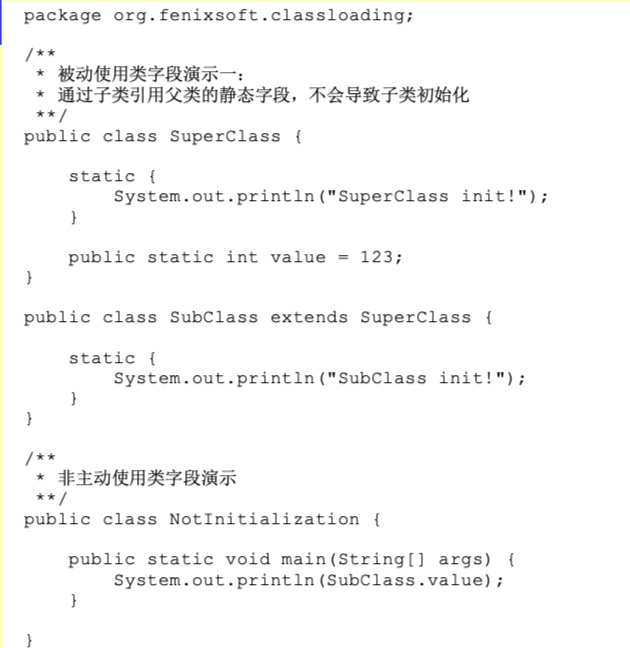 package org.fenixsoft.classloading;
/**
 * 被动使用类字段演示一：
 * 通过子类引用父类的静态字段，不会导致子类初始化
 **/
public class SuperClass {
    static {
        System.out.println("SuperClass init!");
    }
    public static int value = 123;
}
public class SubClass extends SuperClass {
    static {
        System.out.println("SubClass init!");
    }
}
/**
 * 非主动使用类字段演示
 **/
public class NotInitialization {
    public static void main(String[] args) {
        System.out.println(SubClass.value);
    }
}